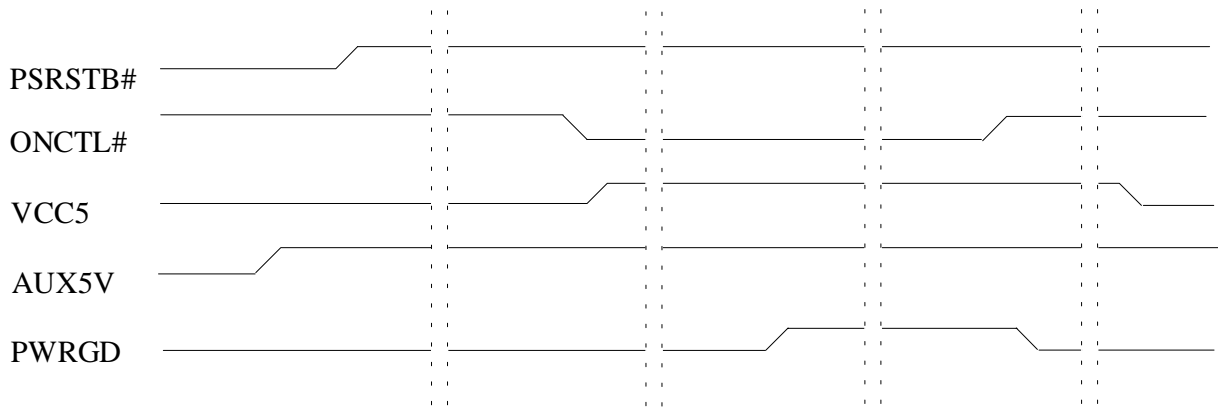 PSRSTB#
ONCTL#
VCC5
AUX5V
PWRGD